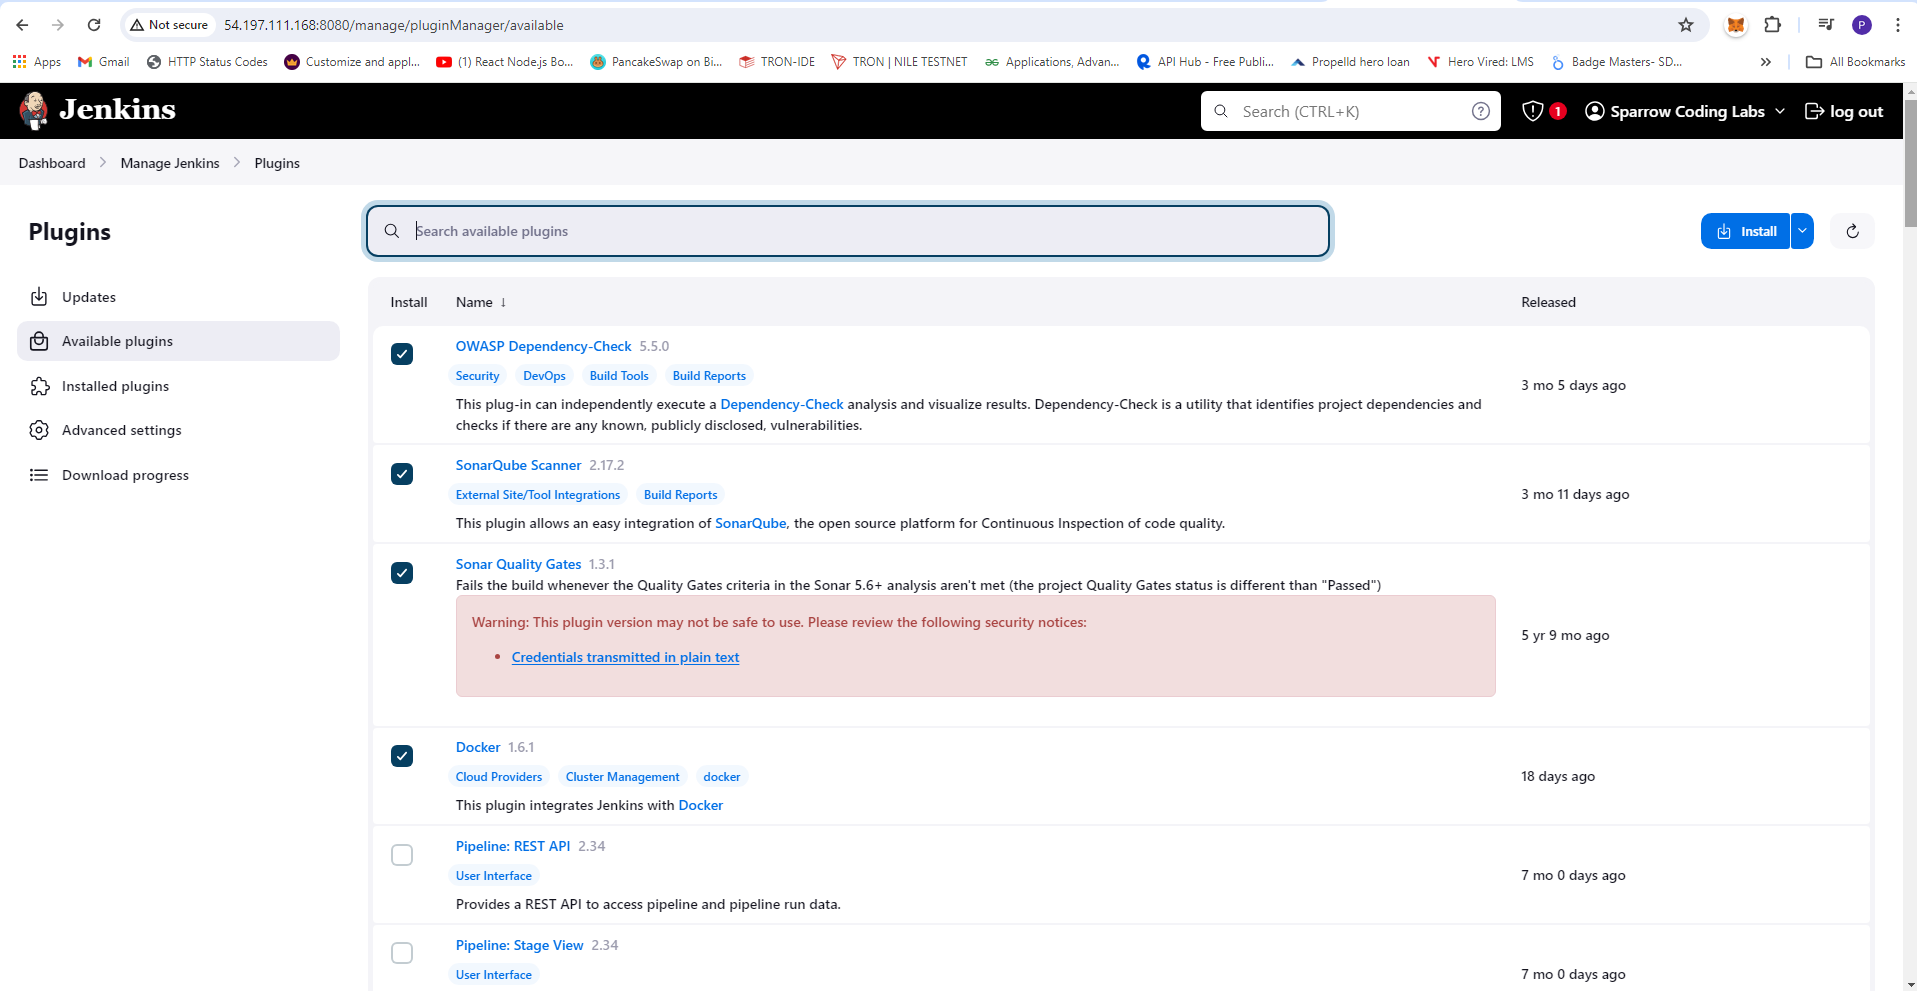 Not secure 54.197.111.168:8080/manage/pluginManager/available P
Apps Gmail HTTP Status Codes Customize and appl... (1) React Node.js Bo... PancakeSwap on Bi... TRON-IDE TRON | NILE TESTNET Applications, Advan... API Hub - Free Publi... Propelld hero loan Hero Vired: LMS Badge Masters- SD... » All Bookmarks
Jenkins Search (CTRL+K) ? 1 Sparrow Coding Labs log out
Dashboard > Manage Jenkins > Plugins
Plugins
Updates
Available plugins
Installed plugins
Advanced settings
Download progress
Search available plugins
Install
Install Name ↓ Released
OWASP Dependency-Check 5.5.0
Security DevOps Build Tools Build Reports
This plug-in can independently execute a Dependency-Check analysis and visualize results. Dependency-Check is a utility that identifies project dependencies and
checks if there are any known, publicly disclosed, vulnerabilities.
3 mo 5 days ago
SonarQube Scanner 2.17.2
External Site/Tool Integrations Build Reports
This plugin allows an easy integration of SonarQube, the open source platform for Continuous Inspection of code quality.
3 mo 11 days ago
Sonar Quality Gates 1.3.1
Fails the build whenever the Quality Gates criteria in the Sonar 5.6+ analysis aren't met (the project Quality Gates status is different than "Passed")
Warning: This plugin version may not be safe to use. Please review the following security notices:
• Credentials transmitted in plain text
5 yr 9 mo ago
Docker 1.6.1
Cloud Providers Cluster Management docker
This plugin integrates Jenkins with Docker
18 days ago
Pipeline: REST API 2.34
User Interface
Provides a REST API to access pipeline and pipeline run data.
7 mo 0 days ago
Pipeline: Stage View 2.34
User Interface
7 mo 0 days ago